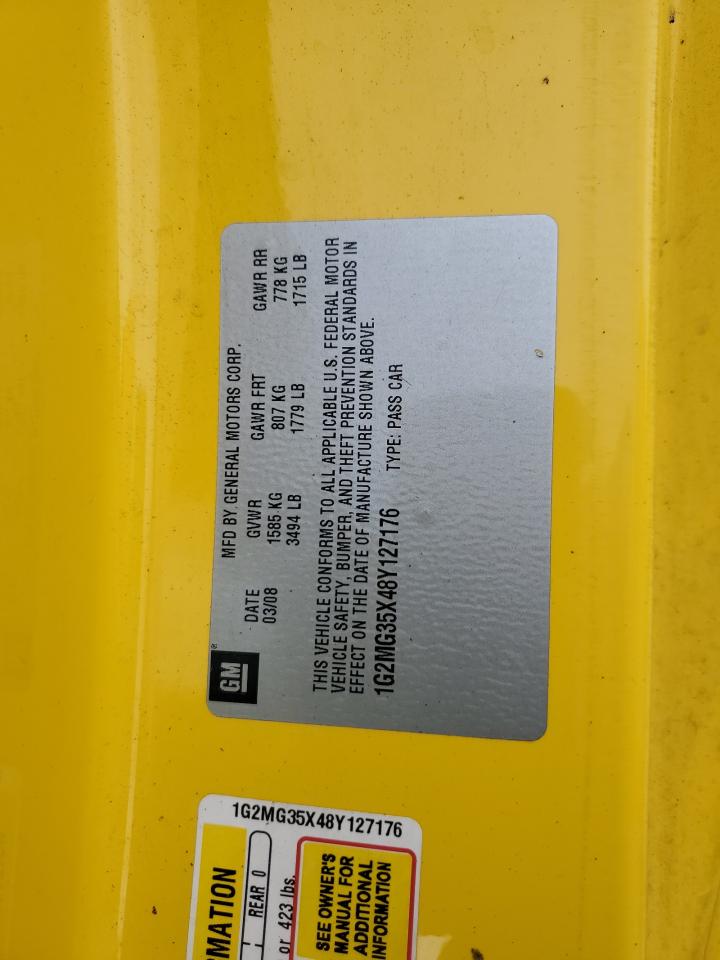 GM
®
MFD BY GENERAL MOTORS CORP.
DATE GVWR GAWR FRT GAWR RR
03/08 1585 KG 807 KG 778 KG
3494 LB 1779 LB 1715 LB
THIS VEHICLE CONFORMS TO ALL APPLICABLE U.S. FEDERAL MOTOR
VEHICLE SAFETY, BUMPER, AND THEFT PREVENTION STANDARDS IN
EFFECT ON THE DATE OF MANUFACTURE SHOWN ABOVE.
1G2MG35X48Y127176 TYPE: PASS CAR
1G2MG35X48Y127176
REAR 0
or 423 lbs.
SEE OWNER'S
MANUAL FOR
ADDITIONAL
INFORMATION